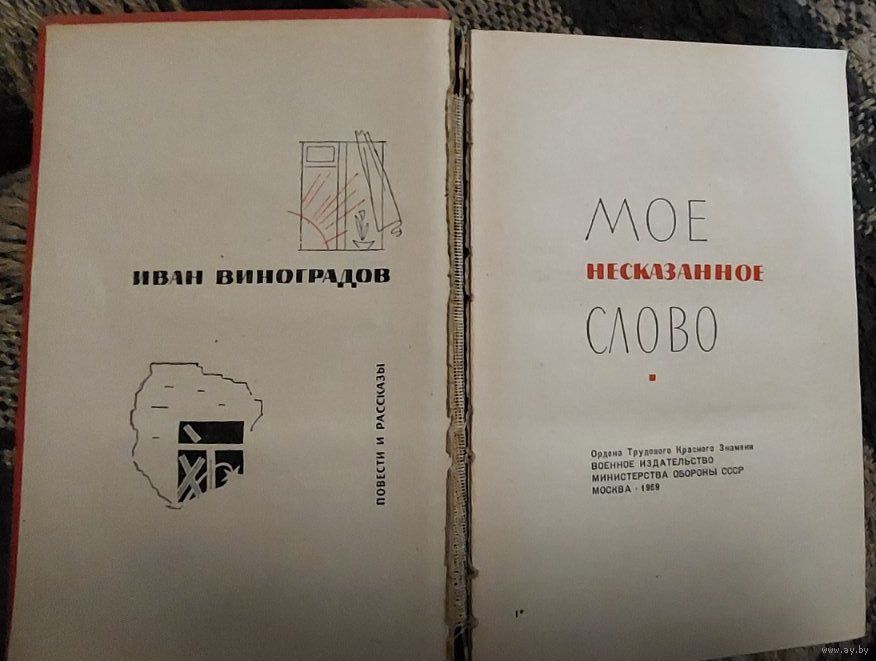 ИВАН ВИНОГРАДОВ
ПОВЕСТИ И РАССКАЗЫ
МОЕ
НЕСКАЗАННОЕ
СЛОВО
Ордена Трудового Красного Знамени
ВОЕННОЕ ИЗДАТЕЛЬСТВО
МИНИСТЕРСТВА ОБОРОНЫ СССР
МОСКВА · 1969
1*
www.ay.by